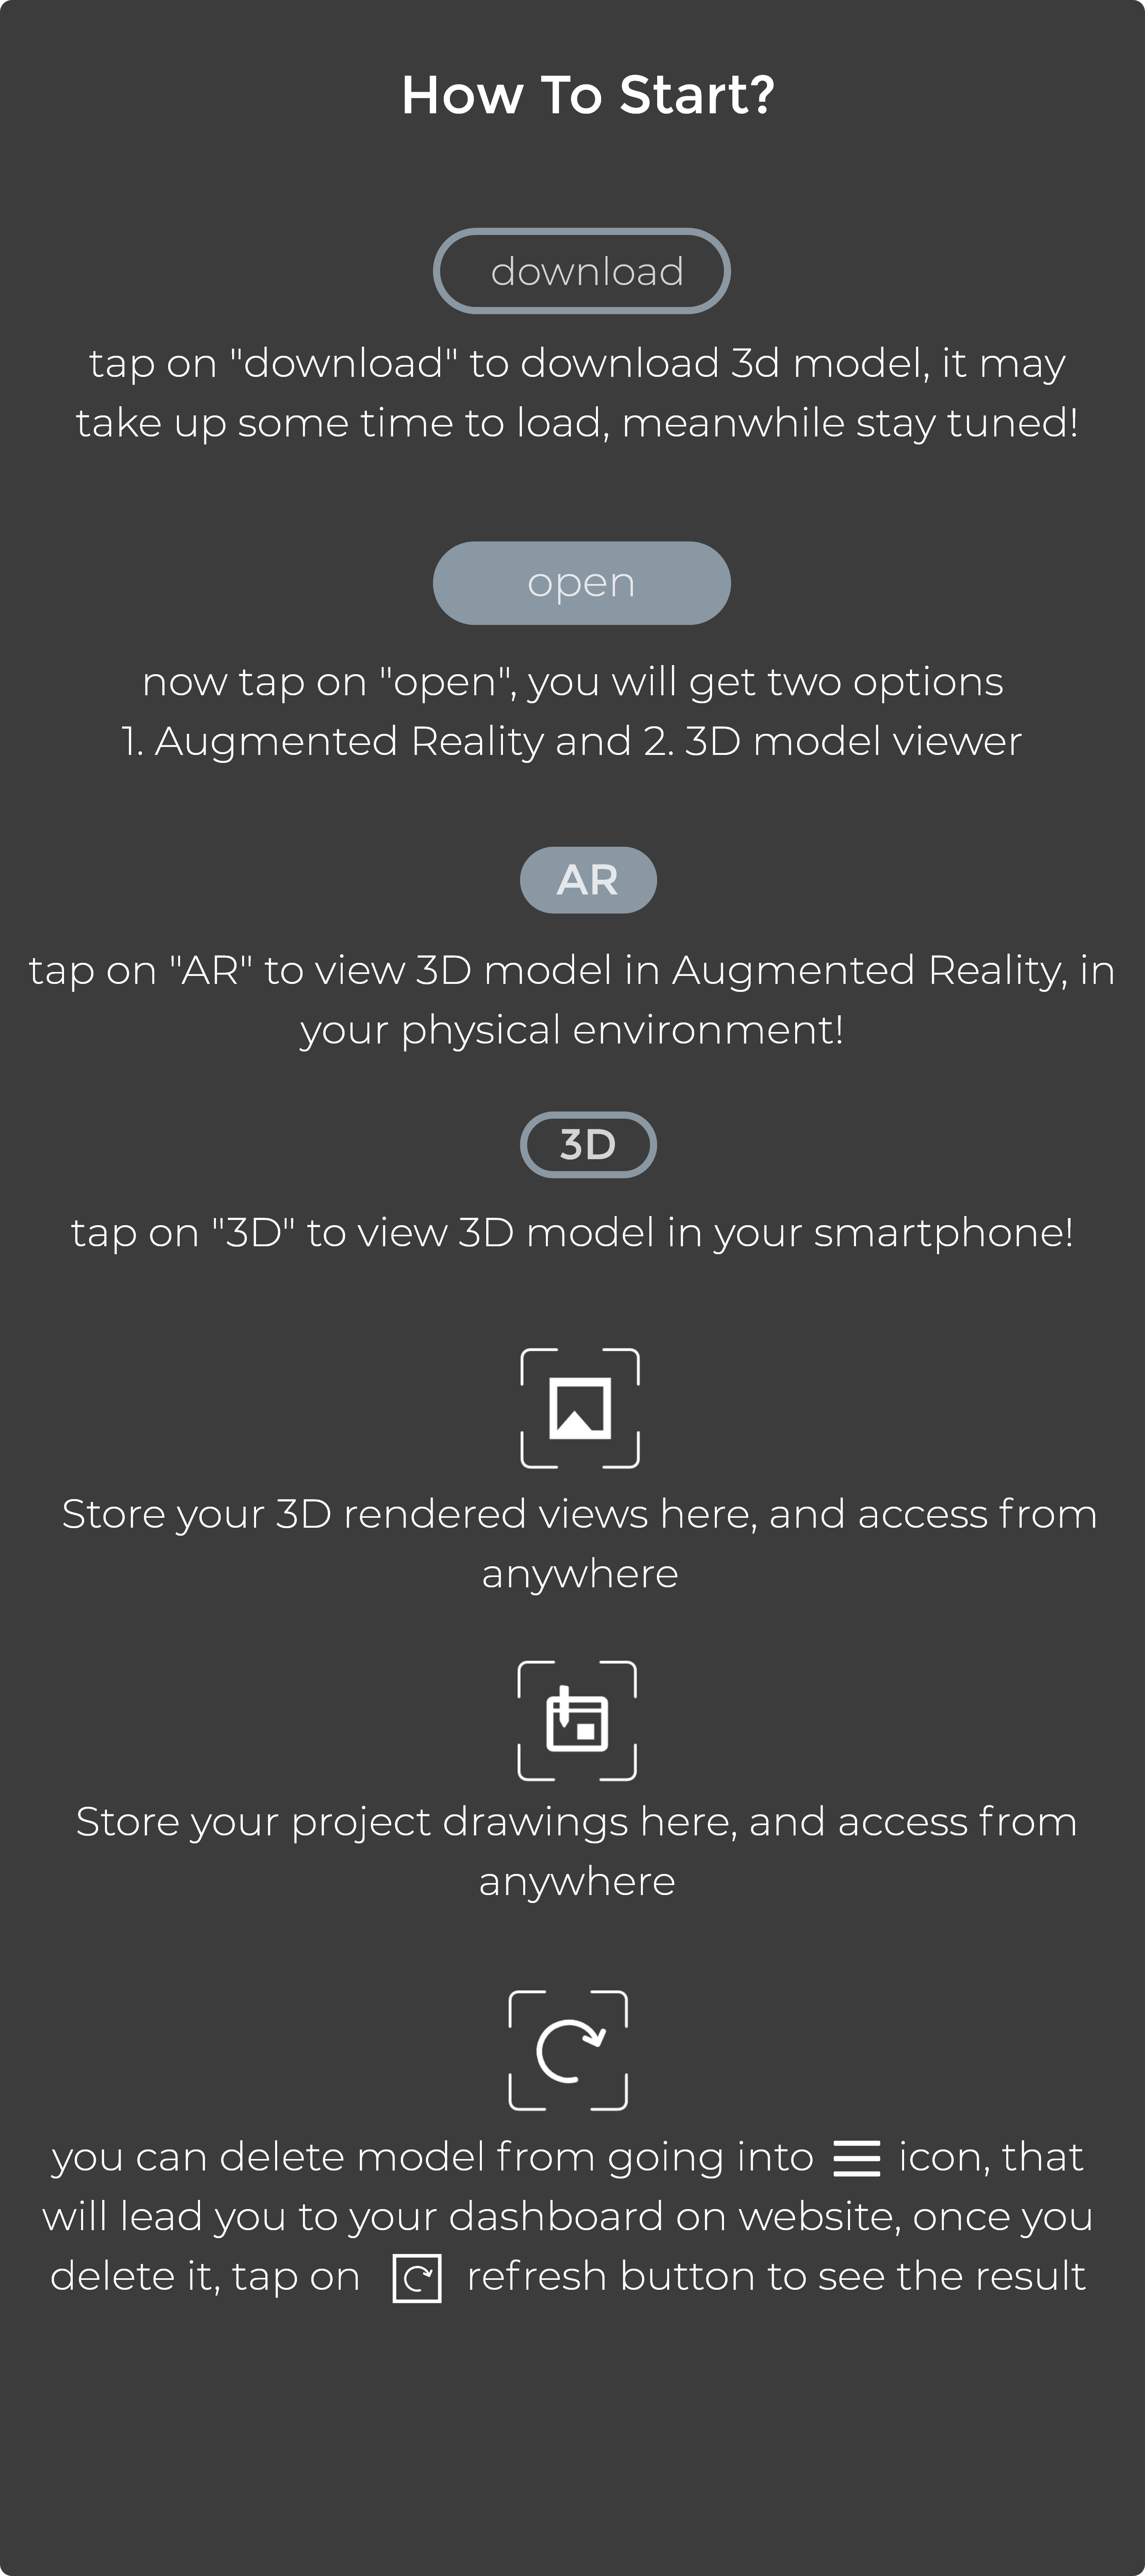 How To Start?
download
tap on "download" to download 3d model, it may
take up some time to load, meanwhile stay tuned!
open
now tap on "open", you will get two options
1. Augmented Reality and 2. 3D model viewer
AR
tap on "AR" to view 3D model in Augmented Reality, in
your physical environment!
3D
tap on "3D" to view 3D model in your smartphone!
Store your 3D rendered views here, and access from
anywhere
Store your project drawings here, and access from
anywhere
you can delete model from going into icon, that
will lead you to your dashboard on website, once you
delete it, tap on refresh button to see the result